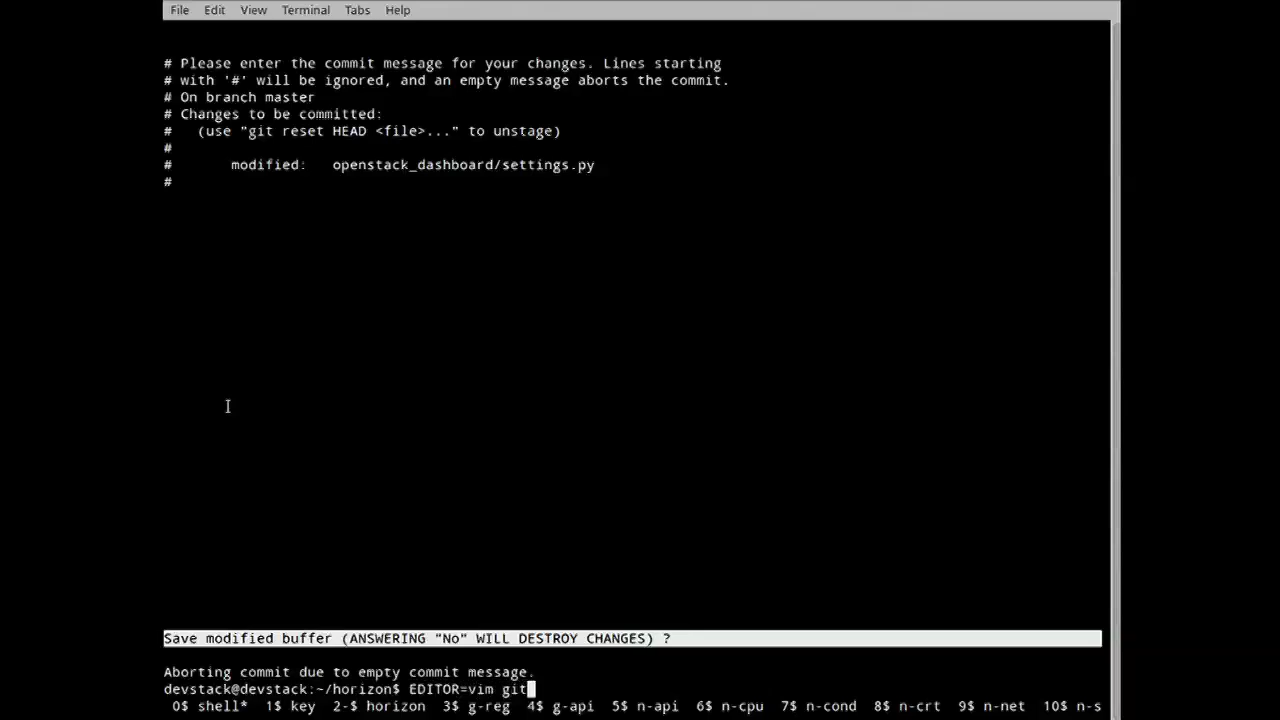 File Edit View Terminal Tabs Help
# Please enter the commit message for your changes. Lines starting
# with '#' will be ignored, and an empty message aborts the commit.
# On branch master
# Changes to be committed:
#   (use "git reset HEAD <file>..." to unstage)
#
#       modified:   openstack_dashboard/settings.py
#
Save modified buffer (ANSWERING "No" WILL DESTROY CHANGES) ?
Aborting commit due to empty commit message.
devstack@devstack:~/horizon$ EDITOR=vim git
0$ shell*  1$ key  2-$ horizon  3$ g-reg  4$ g-api  5$ n-api  6$ n-cpu  7$ n-cond  8$ n-crt  9$ n-net  10$ n-s